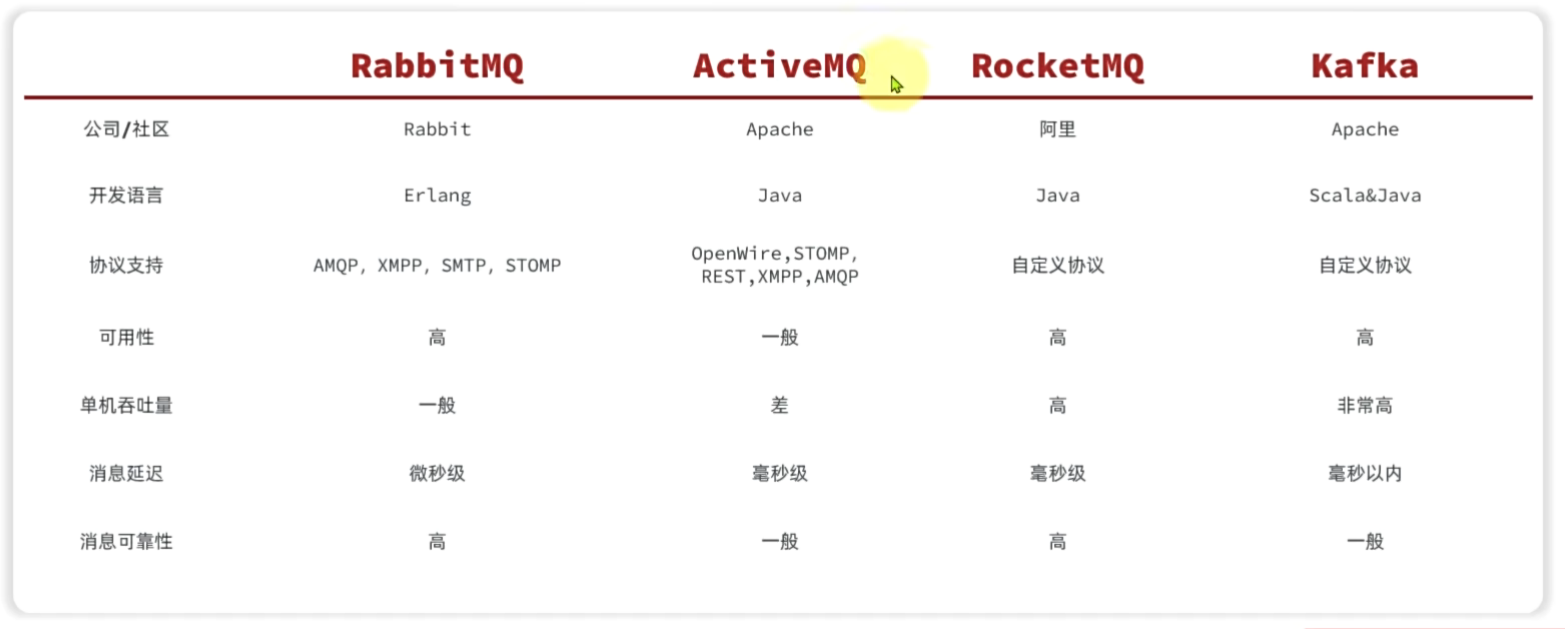 RabbitMQ ActiveMQ RocketMQ Kafka
公司/社区 Rabbit Apache 阿里 Apache
开发语言 Erlang Java Java Scala&Java
协议支持 AMQP, XMPP, SMTP, STOMP OpenWire,STOMP, REST,XMPP,AMQP 自定义协议 自定义协议
可用性 高 一般 高 高
单机吞吐量 一般 差 高 非常高
消息延迟 微秒级 毫秒级 毫秒级 毫秒以内
消息可靠性 高 一般 高 一般